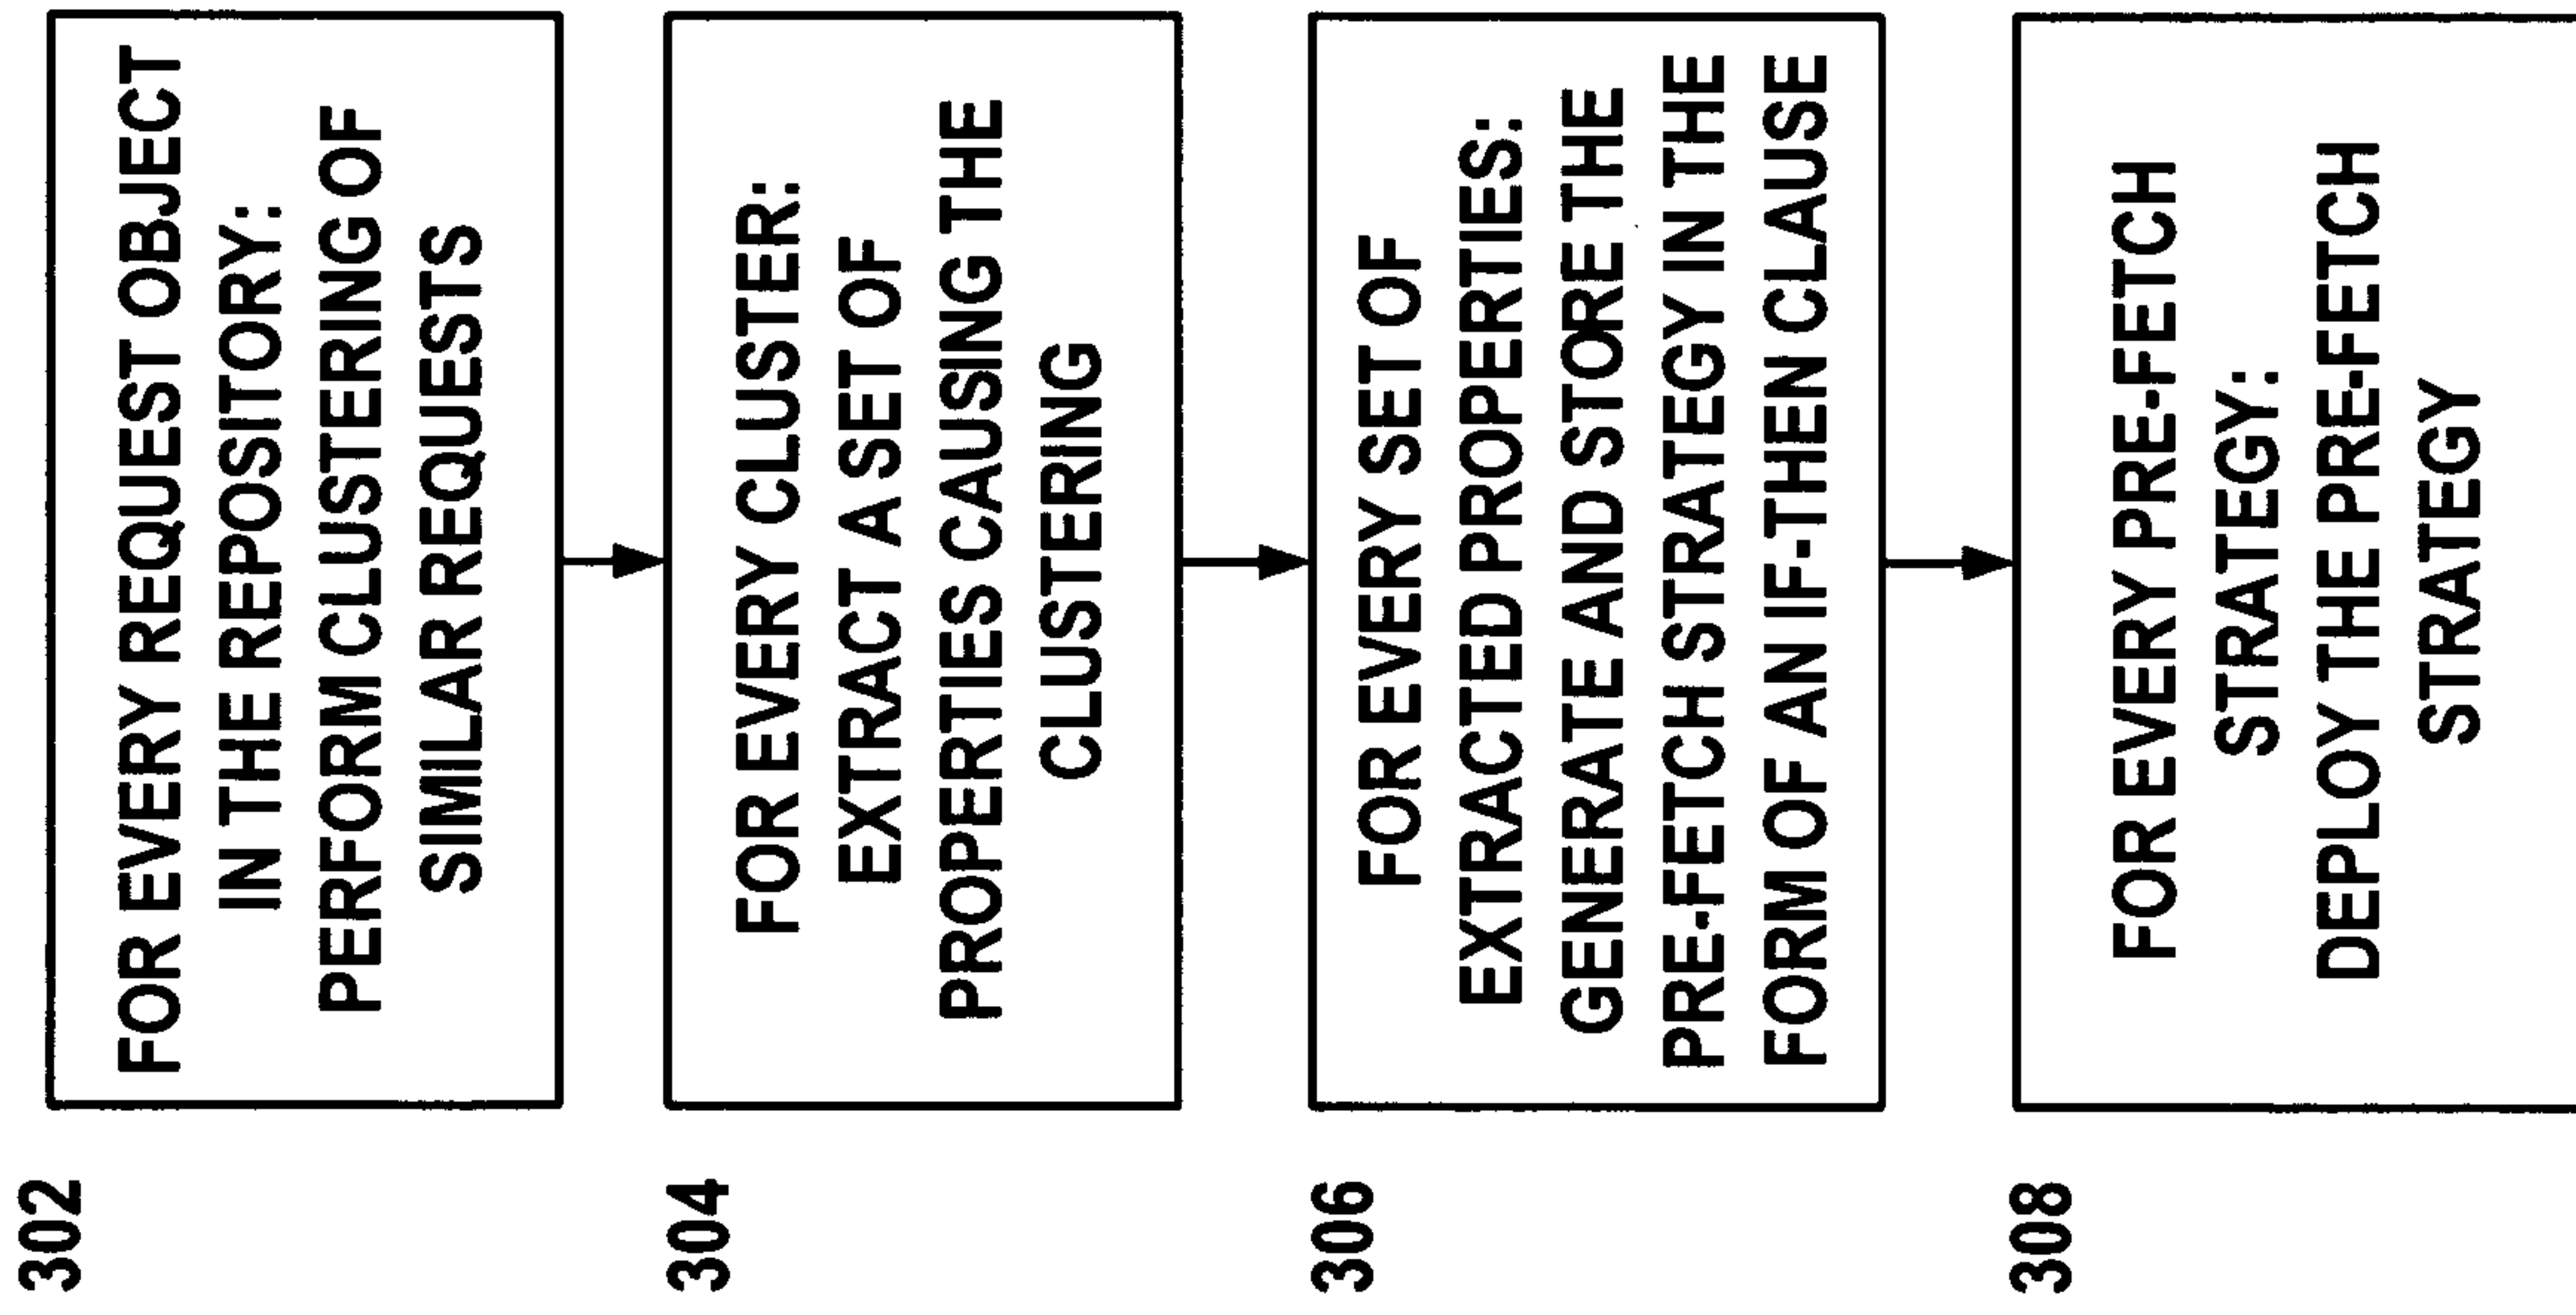 302
FOR EVERY REQUEST OBJECT
IN THE REPOSITORY:
PERFORM CLUSTERING OF
SIMILAR REQUESTS
304
FOR EVERY CLUSTER:
EXTRACT A SET OF
PROPERTIES CAUSING THE
CLUSTERING
306
FOR EVERY SET OF
EXTRACTED PROPERTIES:
GENERATE AND STORE THE
PRE-FETCH STRATEGY IN THE
FORM OF AN IF-THEN CLAUSE
308
FOR EVERY PRE-FETCH
STRATEGY:
DEPLOY THE PRE-FETCH
STRATEGY